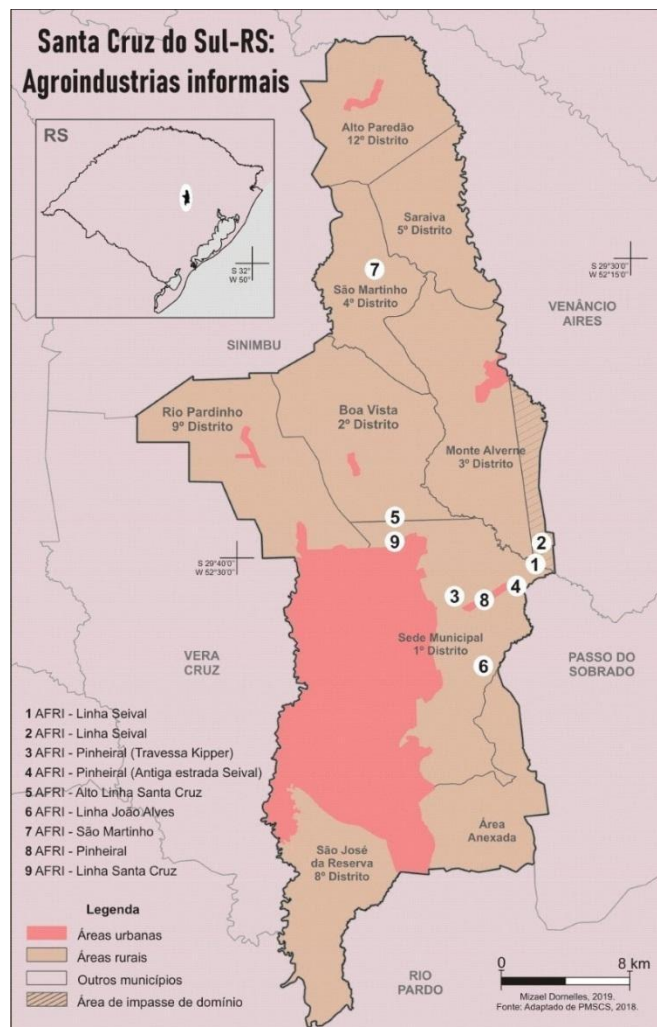 Santa Cruz do Sul-RS:
Agroindustrias informais
RS
S 32°
W 50°
Alto Paredão
12º Distrito
Saraiva
5º Distrito
7
São Martinho
4º Distrito
S 29°30'0"
W 52°15'0"
VENÂNCIO
AIRES
SINIMBU
Rio Pardinho
9º Distrito
Boa Vista
2º Distrito
Monte Alverne
3º Distrito
5
9
2
1
S 29°40'0"
W 52°30'0"
4
3
8
Sede Municipal
1º Distrito
6
VERA
CRUZ
PASSO DO
SOBRADO
1 AFRI - Linha Seival
2 AFRI - Linha Seival
3 AFRI - Pinheiral (Travessa Kipper)
4 AFRI - Pinheiral (Antiga estrada Seival)
5 AFRI - Alto Linha Santa Cruz
6 AFRI - Linha João Alves
7 AFRI - São Martinho
8 AFRI - Pinheiral
9 AFRI - Linha Santa Cruz
Área
Anexada
São José
da Reserva
8º Distrito
Legenda
Áreas urbanas
Áreas rurais
Outros municípios
Área de impasse de domínio
RIO
PARDO
0 8 km
Mizael Dornelles, 2019.
Fonte: Adaptado de PMSCS, 2018.